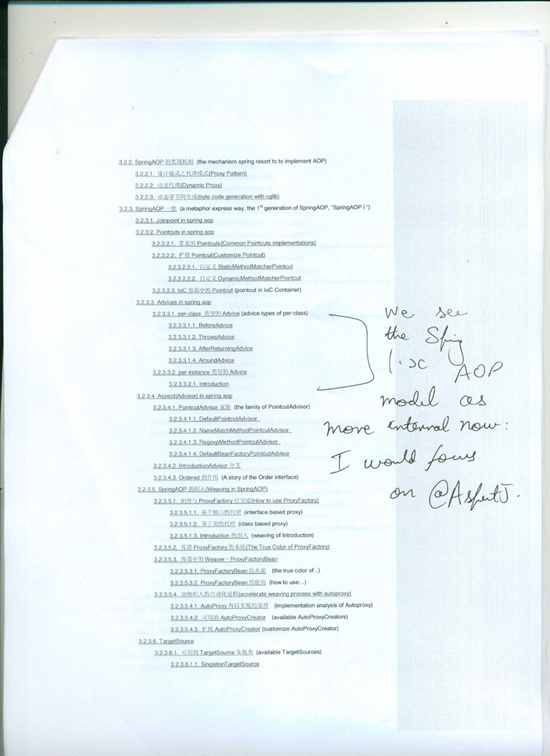 3.2.2. SpringAOP 的实现机制 (the mechanism spring resort to to implement AOP)
3.2.2.1. 设计模式之代理模式(Proxy Pattern)
3.2.2.2. 动态代理(Dynamic Proxy)
3.2.2.3. 动态字节码生成(byte code generation with cglib)
3.2.3. SpringAOP 一世 (a metaphor express way, the 1st generation of SpringAOP, "SpringAOP I")
3.2.3.1. Joinpoint in spring aop
3.2.3.2. Pointcuts in spring aop
3.2.3.2.1. 常见的 Pointcuts(Common Pointcuts implementations)
3.2.3.2.2. 扩展 Pointcut(Customize Pointcut)
3.2.3.2.2.1. 自定义 StaticMethodMatcherPointcut
3.2.3.2.2.2. 自定义 DynamicMethodMatcherPointcut
3.2.3.2.3. IoC 容器中的 Pointcut (pointcut in IoC Container)
3.2.3.3. Advices in spring aop
3.2.3.3.1. per-class 类型的 Advice (advice types of per-class)
3.2.3.3.1.1. BeforeAdvice
3.2.3.3.1.2. ThrowsAdvice
3.2.3.3.1.3. AfterReturningAdvice
3.2.3.3.1.4. AroundAdvice
3.2.3.3.2. per-instance 类型的 Advice
3.2.3.3.2.1. Introduction
3.2.3.4. Aspect(Advisor) in spring aop
3.2.3.4.1. PointcutAdvisor 家族 (the family of PointcutAdvisor)
3.2.3.4.1.1. DefaultPointcutAdvisor
3.2.3.4.1.2. NameMatchMethodPointcutAdvisor
3.2.3.4.1.3. RegexpMethodPointcutAdvisor
3.2.3.4.1.4. DefaultBeanFactoryPointcutAdvisor
3.2.3.4.2. IntroductionAdvisor 分支
3.2.3.4.3. Ordered 的作用 (A story of the Order interface)
3.2.3.5. SpringAOP 的织入(Weaving in SpringAOP)
3.2.3.5.1. 如何与 ProxyFactory 打交道(How to use ProxyFactory)
3.2.3.5.1.1. 基于接口的代理 (interface based proxy)
3.2.3.5.1.2. 基于类的代理 (class based proxy)
3.2.3.5.1.3. Introduction 的织入 (weaving of Introduction)
3.2.3.5.2. 看清 ProxyFactory 的本质(The True Color of ProxyFactory)
3.2.3.5.3. 容器中的 Weaver－ProxyFactoryBean
3.2.3.5.3.1. ProxyFactoryBean 的本质 (the true color of ..)
3.2.3.5.3.2. ProxyFactoryBean 的使用 (how to use…)
3.2.3.5.4. 加快织入的自动化进程(accelerate weaving process with autoproxy)
3.2.3.5.4.1. AutoProxy 得以实现的原理 (implementation analysis of Autoproxy)
3.2.3.5.4.2. 可用的 AutoProxyCreator (available AutoProxyCreators)
3.2.3.5.4.3. 扩展 AutoProxyCreator (customize AutoProxyCreator)
3.2.3.6. TargetSource
3.2.3.6.1. 可用的 TargetSource 实现类 (available TargetSources)
3.2.3.6.1.1. SingletonTargetSource
We see
the Spring
1.x AOP
model as
more internal now:
I would focus
on @AspectJ.